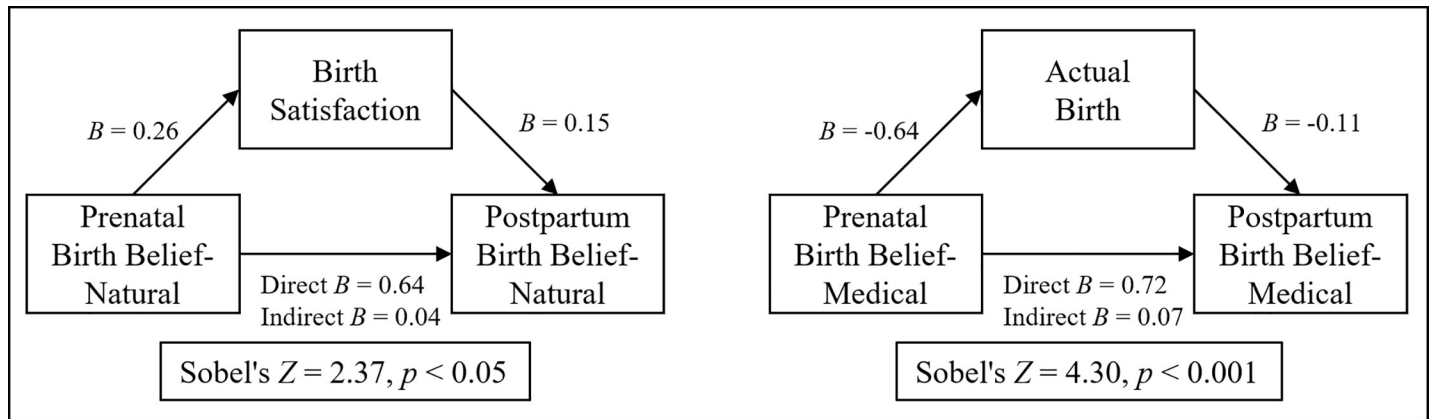 Birth
Satisfaction
B = 0.26
B = 0.15
Prenatal
Birth Belief-
Natural
Direct B = 0.64
Indirect B = 0.04
Postpartum
Birth Belief-
Natural
Sobel's Z = 2.37, p < 0.05
Actual
Birth
B = -0.64
B = -0.11
Prenatal
Birth Belief-
Medical
Direct B = 0.72
Indirect B = 0.07
Postpartum
Birth Belief-
Medical
Sobel's Z = 4.30, p < 0.001